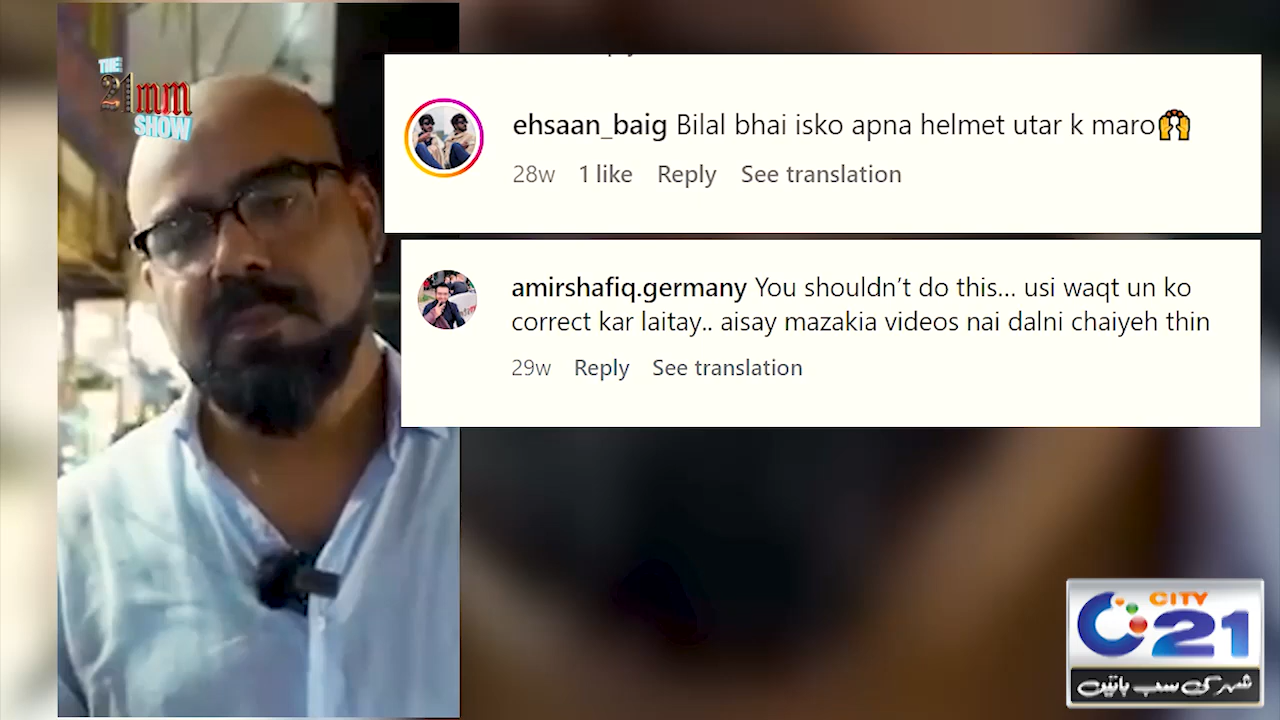 THE
21mm
SHOW
ehsaan_baig Bilal bhai isko apna helmet utar k maro🙌
28w 1 like Reply See translation
amirshafiq.germany You shouldn't do this... usi waqt un ko
correct kar laitay.. aisay mazakia videos nai dalni chaiyeh thin
29w Reply See translation
CITY
21
شہر کی سب باتیں